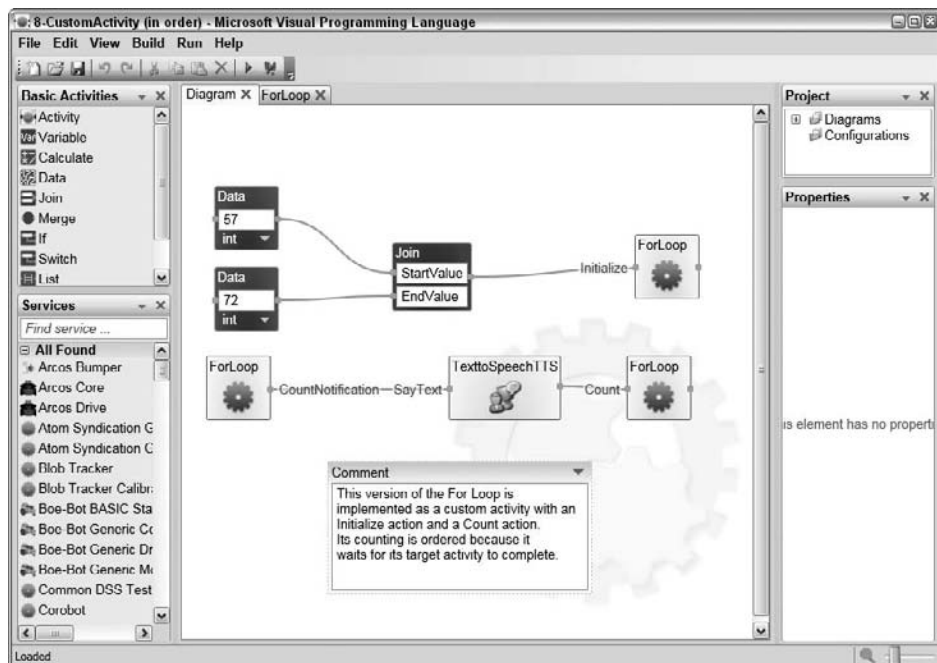 8-CustomActivity (in order) - Microsoft Visual Programming Language
File Edit View Build Run Help
Basic Activities
Activity
Variable
Calculate
Data
Join
Merge
If
Switch
List
Services
Find service ...
All Found
Arcos Bumper
Arcos Core
Arcos Drive
Atom Syndication G
Atom Syndication C
Blob Tracker
Blob Tracker Calibr
Boe-Bot BASIC Sta
Boe-Bot Generic Cc
Boe-Bot Generic Dr
Boe-Bot Generic Mc
Common DSS Test
Corobot
Diagram ForLoop
Data
57
int
Data
72
int
Join
StartValue
EndValue
Initialize
ForLoop
ForLoop
CountNotification SayText
TexttoSpeechTTS
Count
ForLoop
Comment
This version of the For Loop is
implemented as a custom activity with an
Initialize action and a Count action.
Its counting is ordered because it
waits for its target activity to complete.
Project
Diagrams
Configurations
Properties
is element has no properti
Loaded